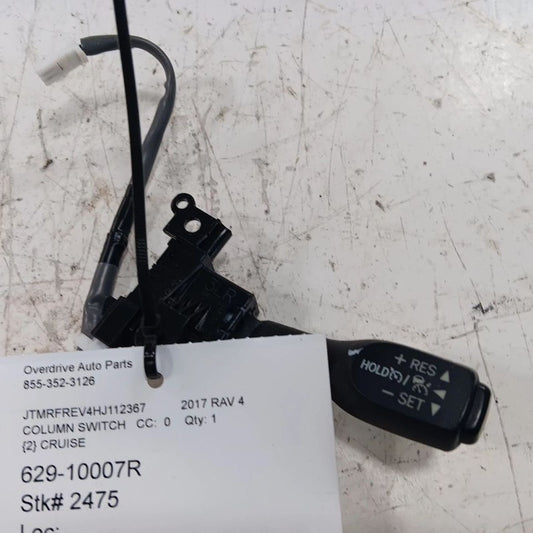 Overdrive Auto Parts
855-352-3126
JTMRFREV4HJ112367 2017 RAV 4
COLUMN SWITCH CC: 0 Qty: 1
{2} CRUISE
629-10007R
Stk# 2475
Loc:
+ RES ▲
HOLD(s)/ ◀
− SET ▼